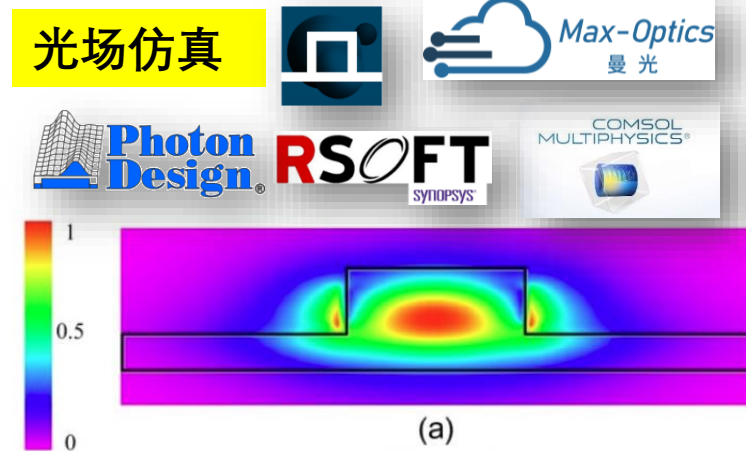 光场仿真
Max-Optics
曼光
Photon
Design®
RSOFT
SYNOPSYS®
COMSOL
MULTIPHYSICS®
1
0.5
0
(a)